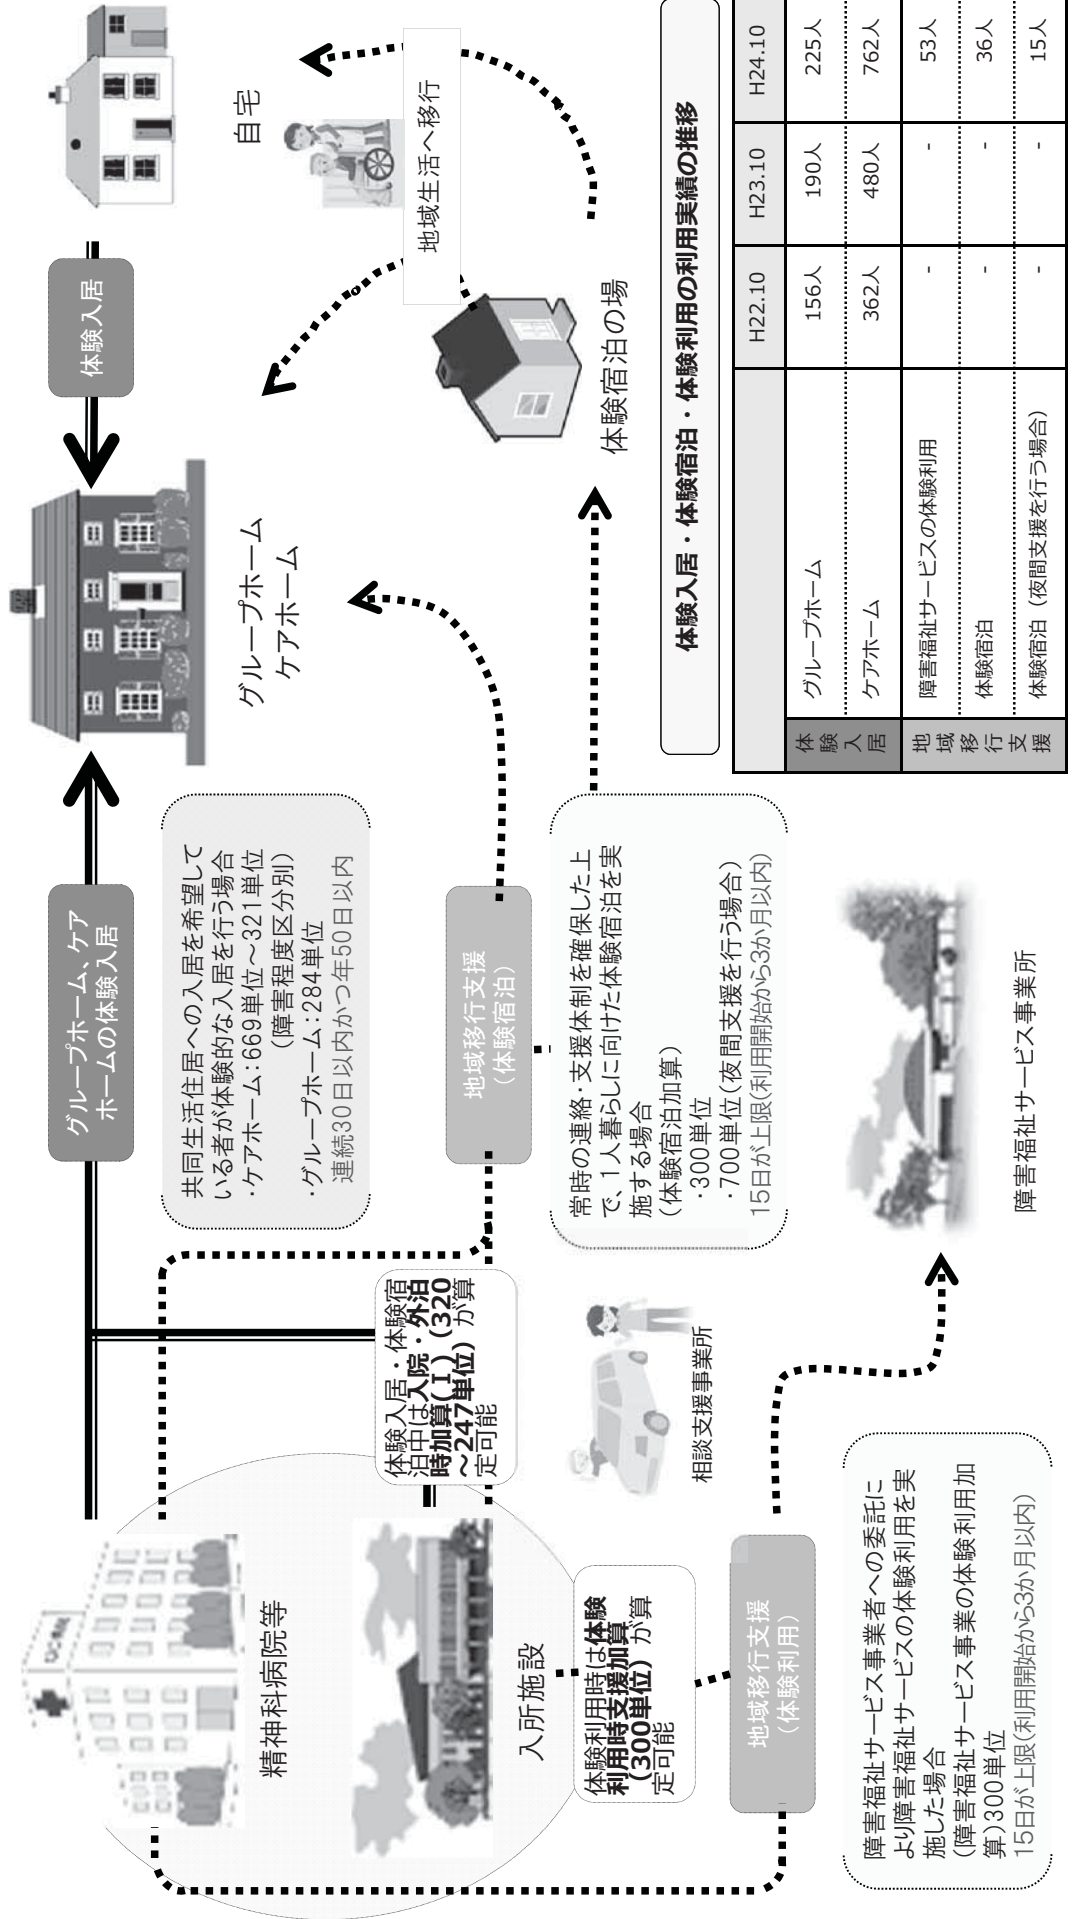 グループホーム、ケア
ホームの体験入居
体験入居
共同生活住居への入居を希望して
いる者が体験的な入居を行う場合
・ケアホーム:669単位～321単位
(障害程度区分別)
・グループホーム:284単位
連続30日以内かつ年50日以内
グループホーム
ケアホーム
自宅
精神科病院等
入所施設
体験入居・体験宿
泊中は入院・外泊
時加算(Ⅰ)(320
～247単位)が算
定可能
地域移行支援
(体験宿泊)
地域生活へ移行
常時の連絡・支援体制を確保した上
で、1人暮らしに向けた体験宿泊を実
施する場合
(体験宿泊加算)
・300単位
・700単位(夜間支援を行う場合)
15日が上限(利用開始から3か月以内)
体験宿泊の場
体験利用時は体験
利用時支援加算
(300単位)が算
定可能
相談支援事業所
地域移行支援
(体験利用)
障害福祉サービス事業者への委託に
より障害福祉サービスの体験利用を実
施した場合
(障害福祉サービス事業の体験利用加
算)300単位
15日が上限(利用開始から3か月以内)
障害福祉サービス事業所
体験入居・体験宿泊・体験利用の利用実績の推移
H22.10 H23.10 H24.10
体験入居 グループホーム 156人 190人 225人
ケアホーム 362人 480人 762人
地域移行支援 障害福祉サービスの体験利用 - - 53人
体験宿泊 - - 36人
体験宿泊(夜間支援を行う場合) - - 15人